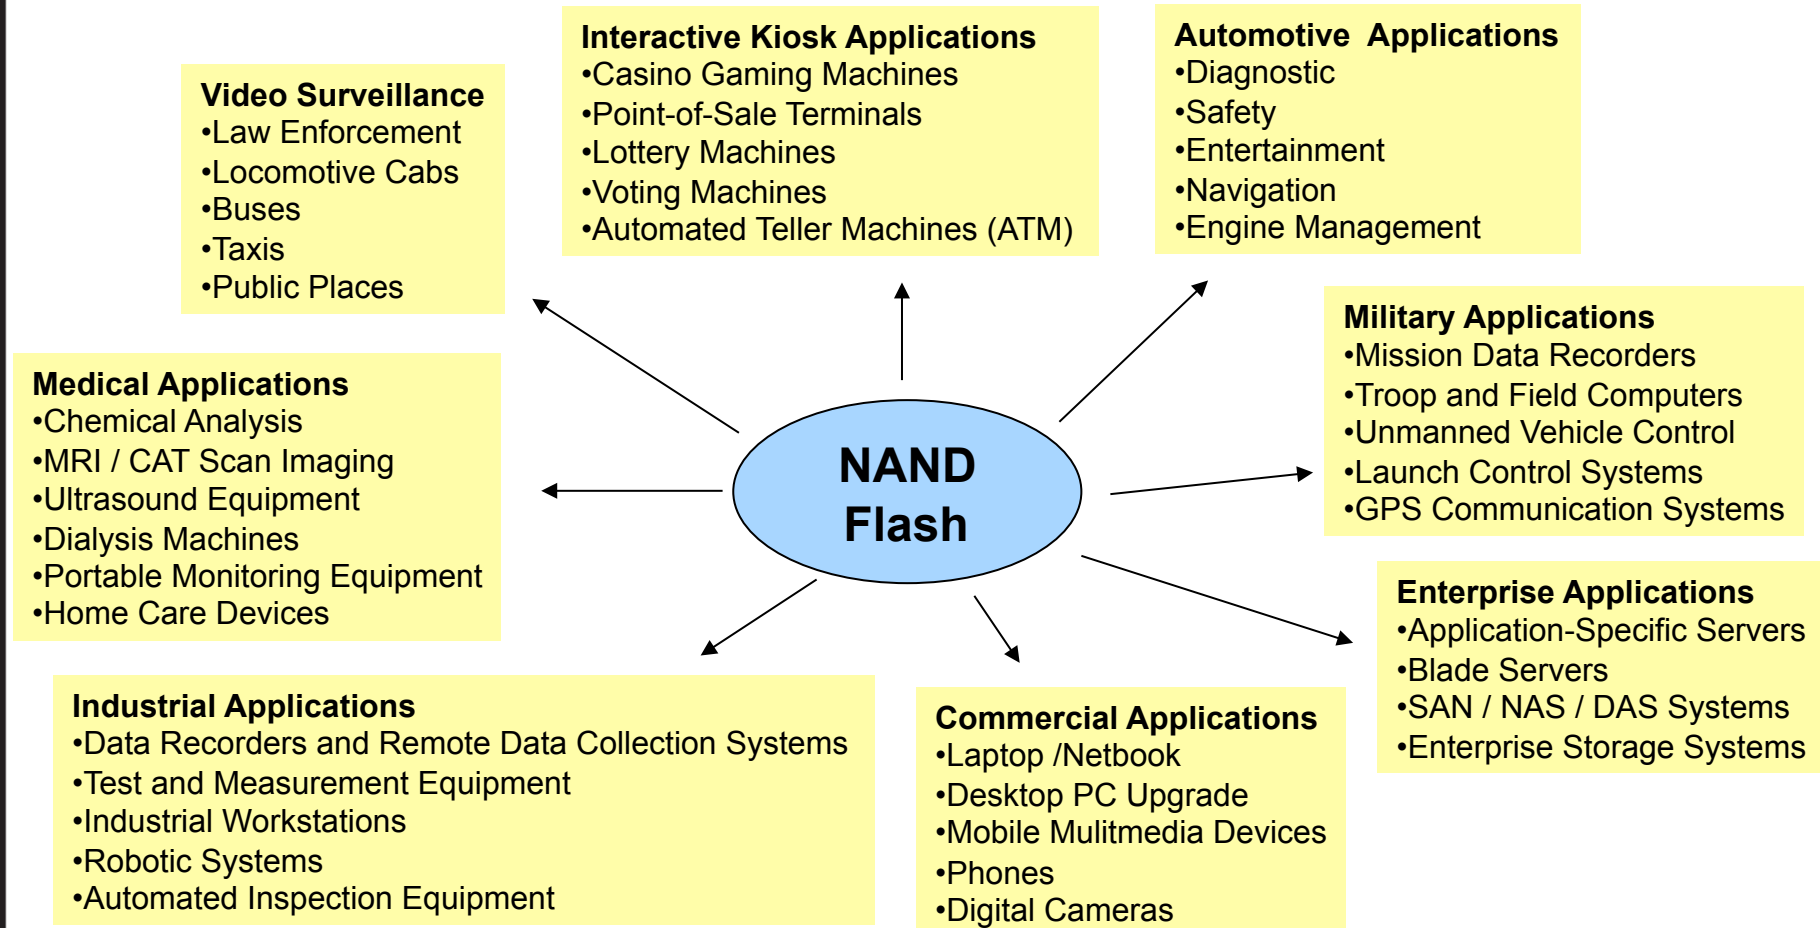 Interactive Kiosk Applications
•Casino Gaming Machines
•Point-of-Sale Terminals
•Lottery Machines
•Voting Machines
•Automated Teller Machines (ATM)
Automotive  Applications
•Diagnostic
•Safety
•Entertainment
•Navigation
•Engine Management
Video Surveillance
•Law Enforcement
•Locomotive Cabs
•Buses
•Taxis
•Public Places
Military Applications
•Mission Data Recorders
•Troop and Field Computers
•Unmanned Vehicle Control
•Launch Control Systems
•GPS Communication Systems
Medical Applications
•Chemical Analysis
•MRI / CAT Scan Imaging
•Ultrasound Equipment
•Dialysis Machines
•Portable Monitoring Equipment
•Home Care Devices
NAND
Flash
Enterprise Applications
•Application-Specific Servers
•Blade Servers
•SAN / NAS / DAS Systems
•Enterprise Storage Systems
Industrial Applications
•Data Recorders and Remote Data Collection Systems
•Test and Measurement Equipment
•Industrial Workstations
•Robotic Systems
•Automated Inspection Equipment
Commercial Applications
•Laptop /Netbook
•Desktop PC Upgrade
•Mobile Mulitmedia Devices
•Phones
•Digital Cameras